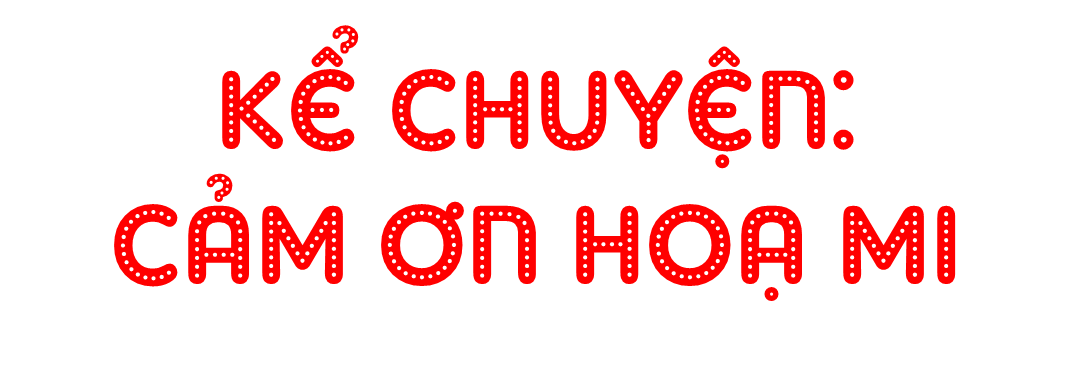 KỂ CHUYỆN:
CẢM ƠN HOẠ MI